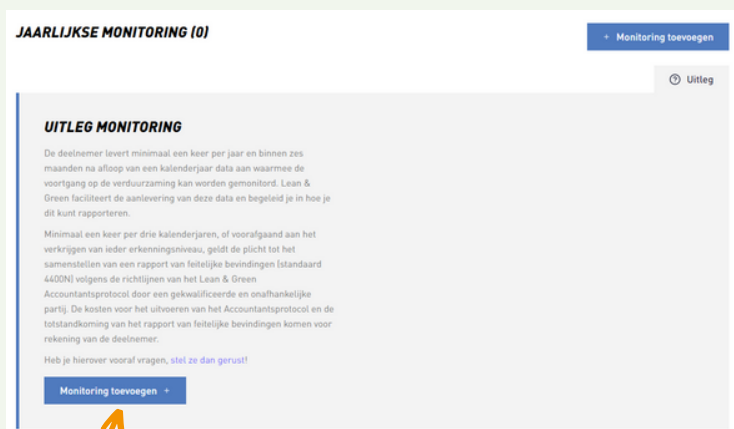 JAARLIJKSE MONITORING (0)
+ Monitoring toevoegen
Uitleg
UITLEG MONITORING
De deelnemer levert minimaal een keer per jaar en binnen zes
maanden na afloop van een kalenderjaar data aan waarmee de
voortgang op de verduurzaming kan worden gemonitord. Lean &
Green faciliteert de aanlevering van deze data en begeleid je in hoe je
dit kunt rapporteren.
Minimaal een keer per drie kalenderjaren, of voorafgaand aan het
verkrijgen van ieder erkenningsniveau, geldt de plicht tot het
samenstellen van een rapport van feitelijke bevindingen (standaard
4400N) volgens de richtlijnen van het Lean & Green
Accountantsprotocol door een gekwalificeerde en onafhankelijke
partij. De kosten voor het uitvoeren van het Accountantsprotocol en de
totstandkoming van het rapport van feitelijke bevindingen komen voor
rekening van de deelnemer.
Heb je hierover vooraf vragen, stel ze dan gerust!
Monitoring toevoegen +